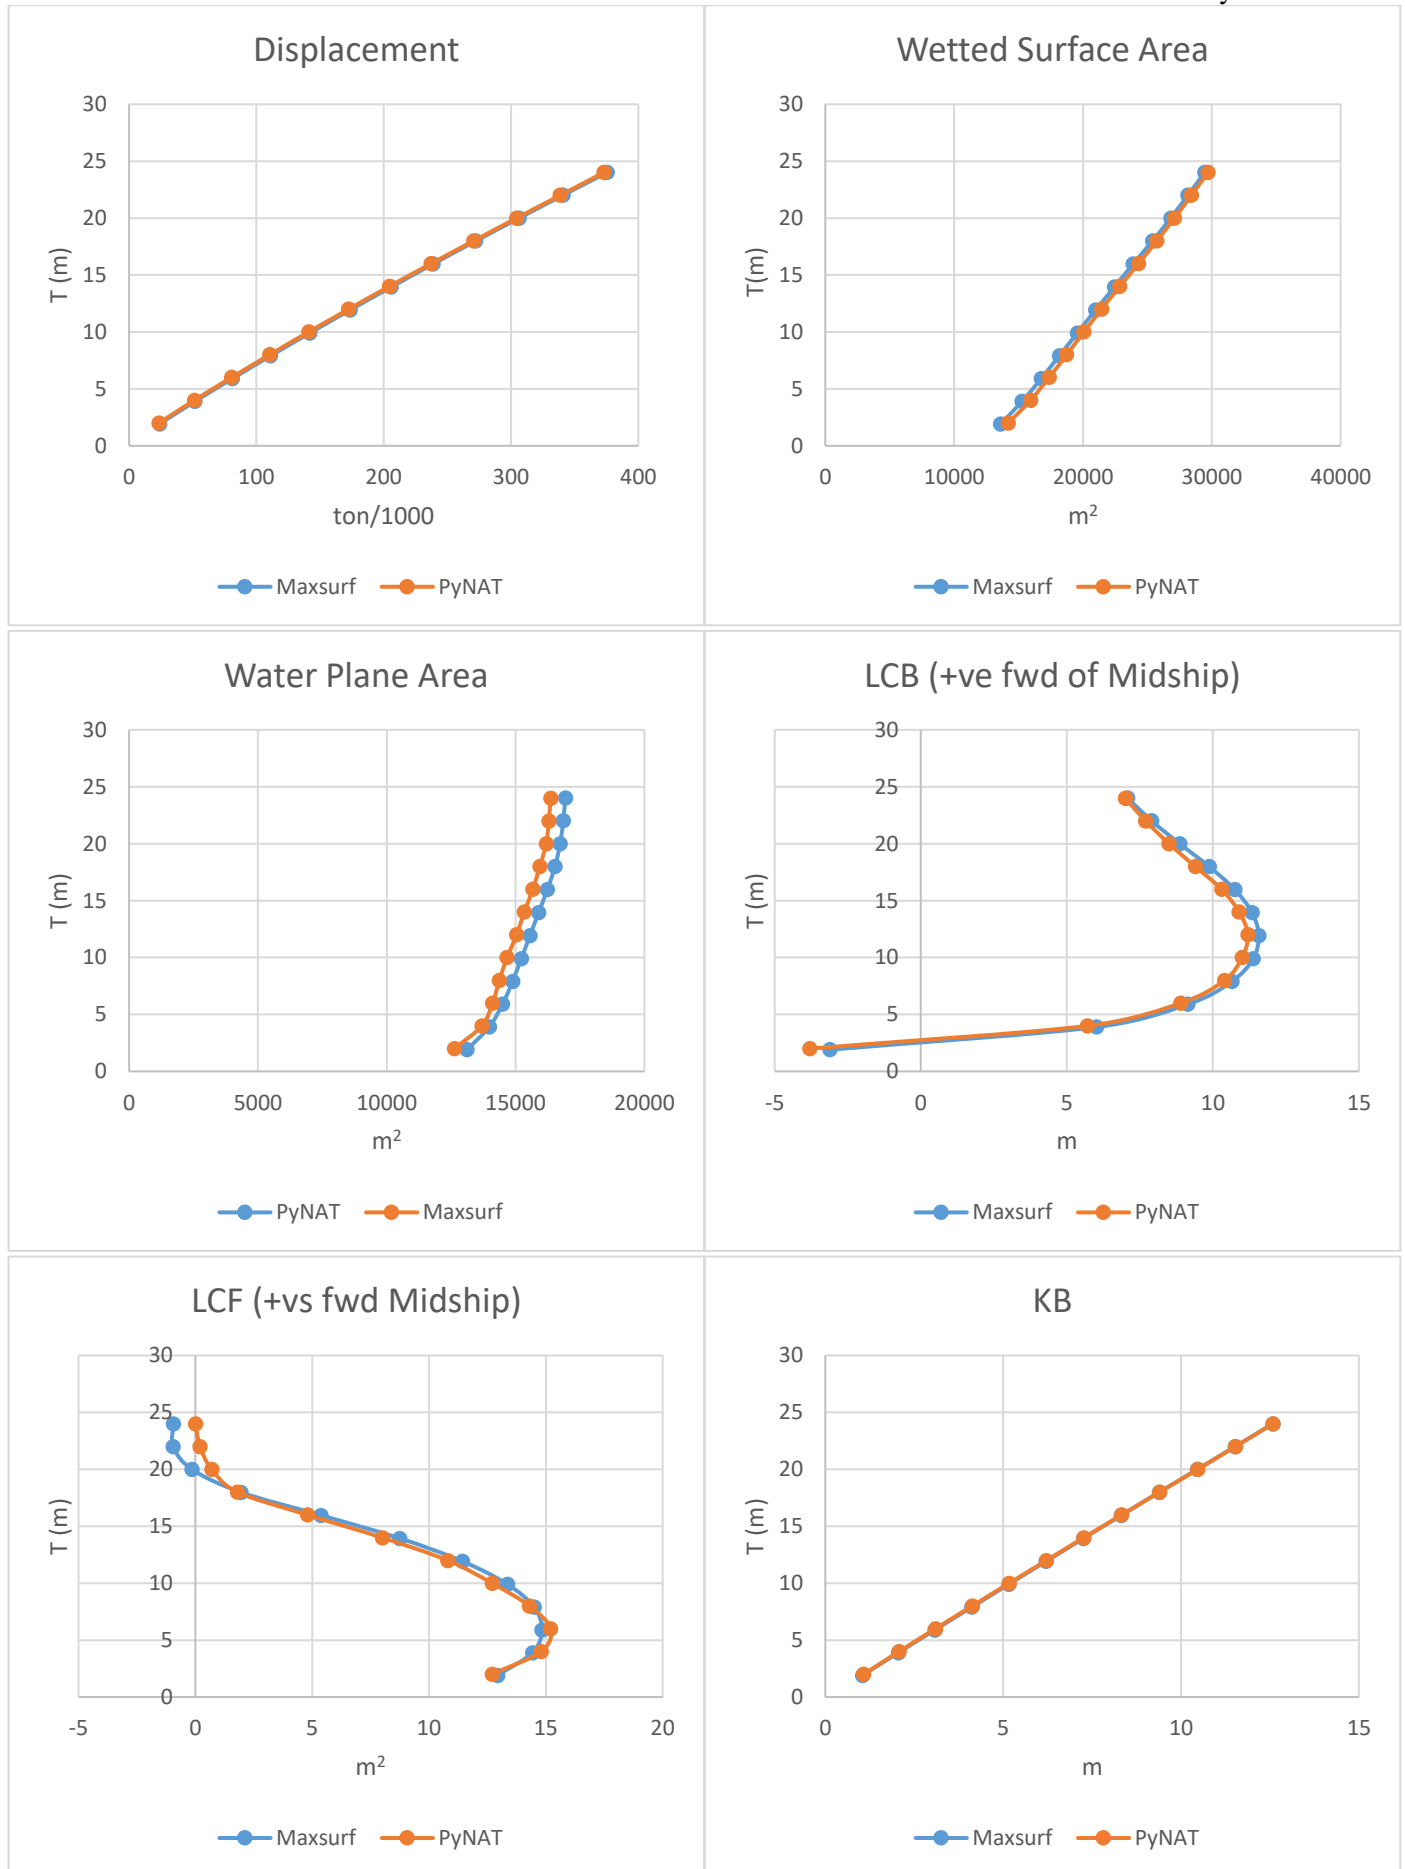 y
Displacement
30
25
20
15
10
5
0
T (m)
0 100 200 300 400
ton/1000
Maxsurf PyNAT
Wetted Surface Area
30
25
20
15
10
5
0
T(m)
0 10000 20000 30000 40000
m²
Maxsurf PyNAT
Water Plane Area
30
25
20
15
10
5
0
T (m)
0 5000 10000 15000 20000
m²
PyNAT Maxsurf
LCB (+ve fwd of Midship)
30
25
20
15
10
5
0
T (m)
-5 0 5 10 15
m
Maxsurf PyNAT
LCF (+vs fwd Midship)
30
25
20
15
10
5
0
T (m)
-5 0 5 10 15 20
m²
Maxsurf PyNAT
KB
30
25
20
15
10
5
0
T (m)
0 5 10 15
m
Maxsurf PyNAT